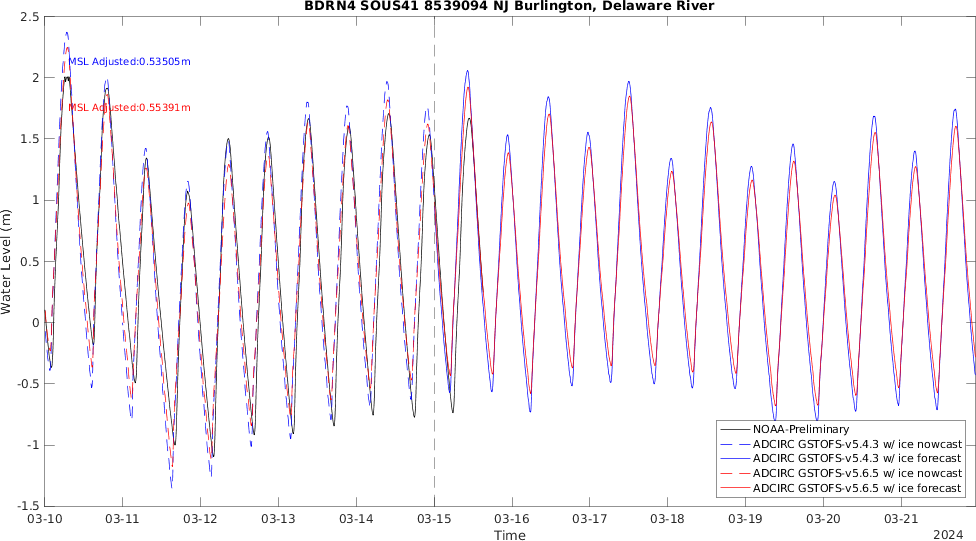 BDRN4 SOUS41 8539094 NJ Burlington, Delaware River
2.5
2
1.5
1
0.5
0
-0.5
-1
-1.5
Water Level (m)
MSL Adjusted:0.53505m
MSL Adjusted:0.55391m
NOAA-Preliminary
ADCIRC GSTOFS-v5.4.3 w/ ice nowcast
ADCIRC GSTOFS-v5.4.3 w/ ice forecast
ADCIRC GSTOFS-v5.6.5 w/ ice nowcast
ADCIRC GSTOFS-v5.6.5 w/ ice forecast
03-10 03-11 03-12 03-13 03-14 03-15 03-16 03-17 03-18 03-19 03-20 03-21
Time
2024